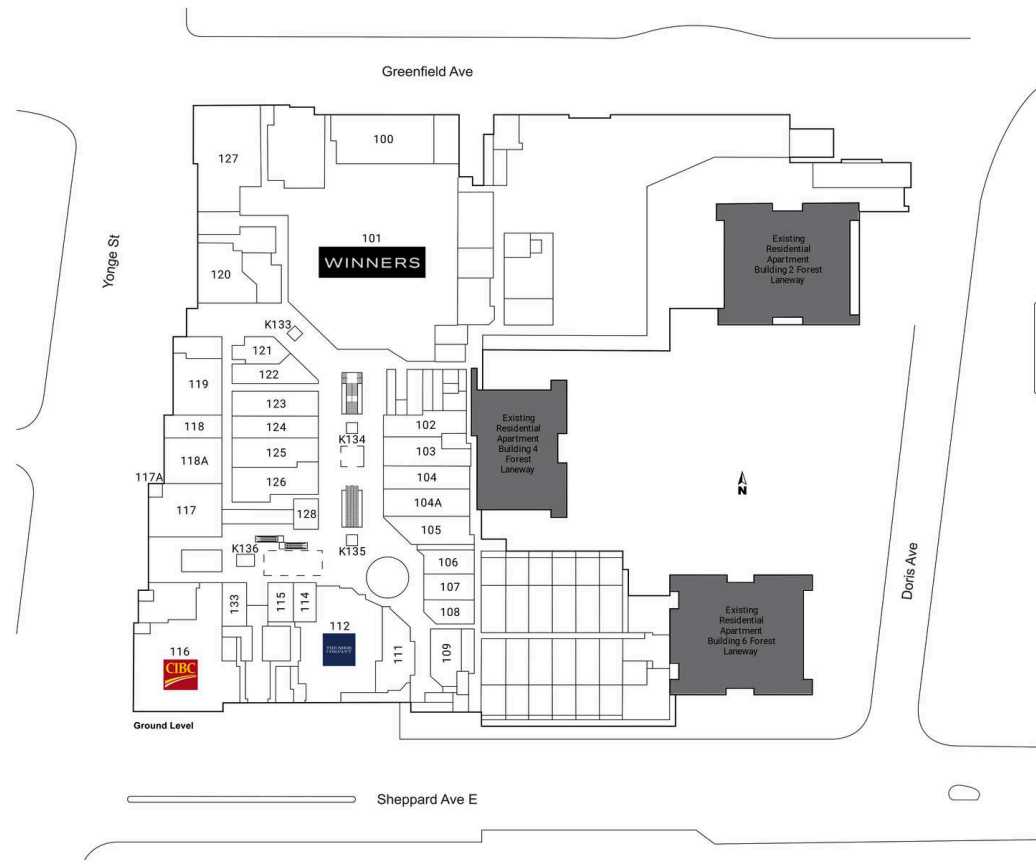 Greenfield Ave
100
127
101
WINNERS
Existing
Residential
Apartment
Building 2 Forest
Laneway
Yonge St
120
K133
121
122
119
123
118
124
102
K134
125
103
118A
126
104
117A
104A
117
128
105
Existing
Residential
Apartment
Building 4
Forest
Laneway
N
K136
K135
106
107
108
133
115
114
112
THE SHOE
COMPANY
111
109
116
CIBC
Existing
Residential
Apartment
Building 6 Forest
Laneway
Doris Ave
Ground Level
Sheppard Ave E